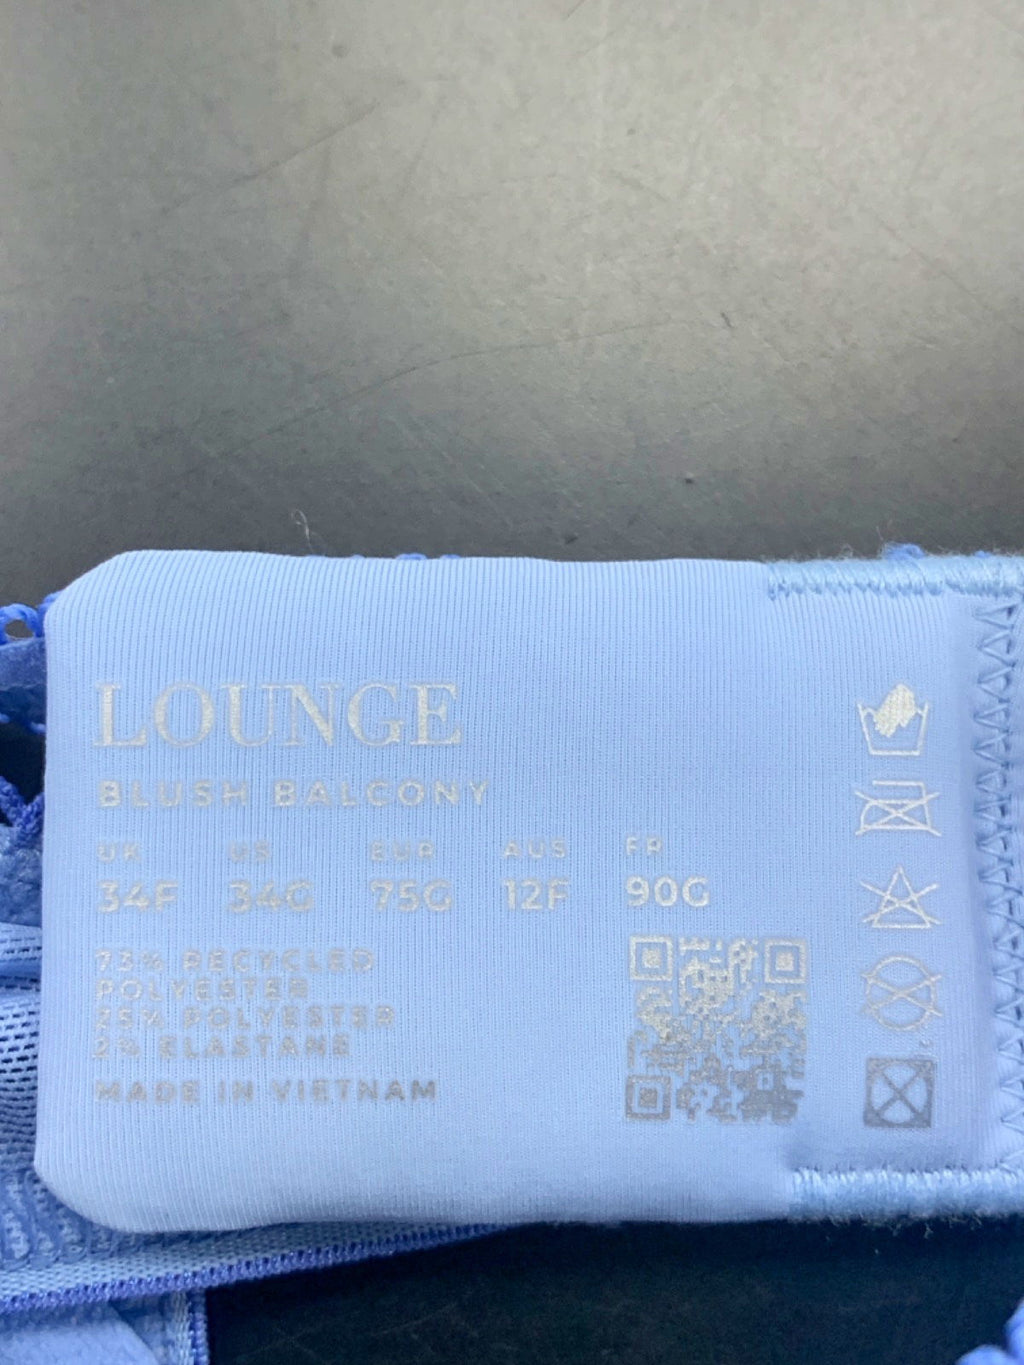 LOUNGE
BLUSH BALCONY
UK US EUR AUS FR
34F 34G 75G 12F 90G
73% RECYCLED
POLYESTER
25% POLYESTER
2% ELASTANE
MADE IN VIETNAM